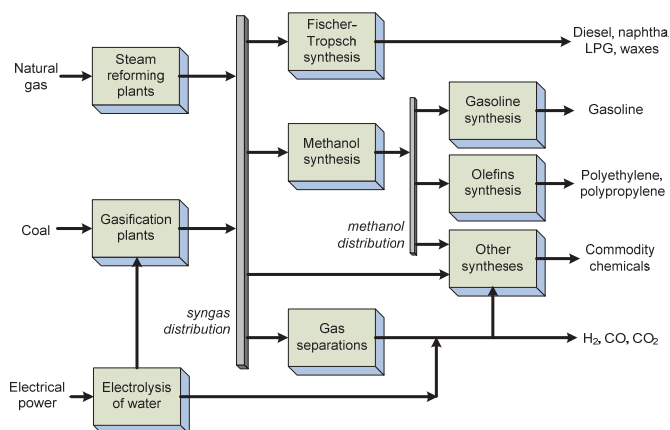 Natural
gas
Steam
reforming
plants
Fischer-
Tropsch
synthesis
Diesel, naphtha
LPG, waxes
Methanol
synthesis
Gasoline
synthesis
Gasoline
Olefins
synthesis
Polyethylene,
polypropylene
Coal
Gasification
plants
methanol
distribution
Other
syntheses
Commodity
chemicals
syngas
distribution
Gas
separations
H₂, CO, CO₂
Electrical
power
Electrolysis
of water